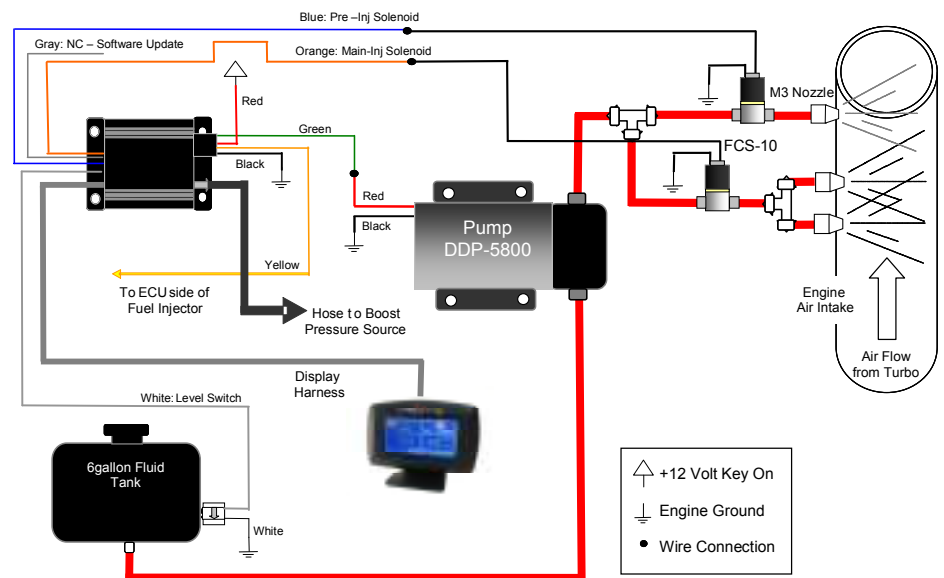 Blue: Pre –Inj Solenoid
Gray: NC – Software Update
Orange: Main-Inj Solenoid
Red
M3 Nozzle
Green
FCS-10
Black
Red
Black
Pump
DDP-5800
Yellow
To ECU side of
Fuel Injector
Hose to Boost
Pressure Source
Engine
Air Intake
Air Flow
from Turbo
Display
Harness
White: Level Switch
6gallon Fluid
Tank
White
+12 Volt Key On
Engine Ground
Wire Connection